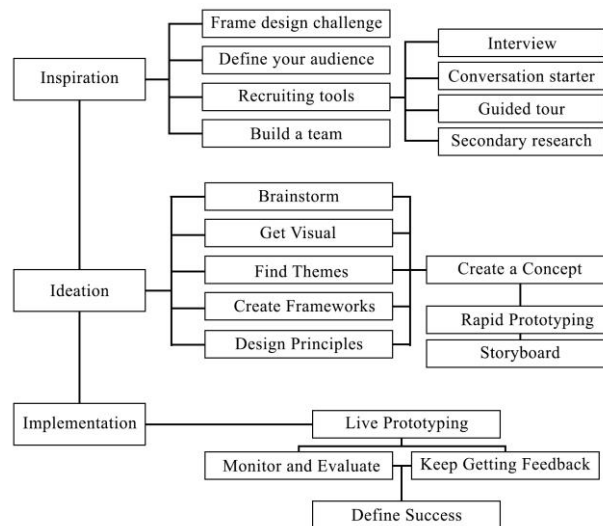 Inspiration
Frame design challenge
Define your audience
Recruiting tools
Build a team
Interview
Conversation starter
Guided tour
Secondary research
Ideation
Brainstorm
Get Visual
Find Themes
Create Frameworks
Design Principles
Create a Concept
Rapid Prototyping
Storyboard
Implementation
Live Prototyping
Monitor and Evaluate
Keep Getting Feedback
Define Success